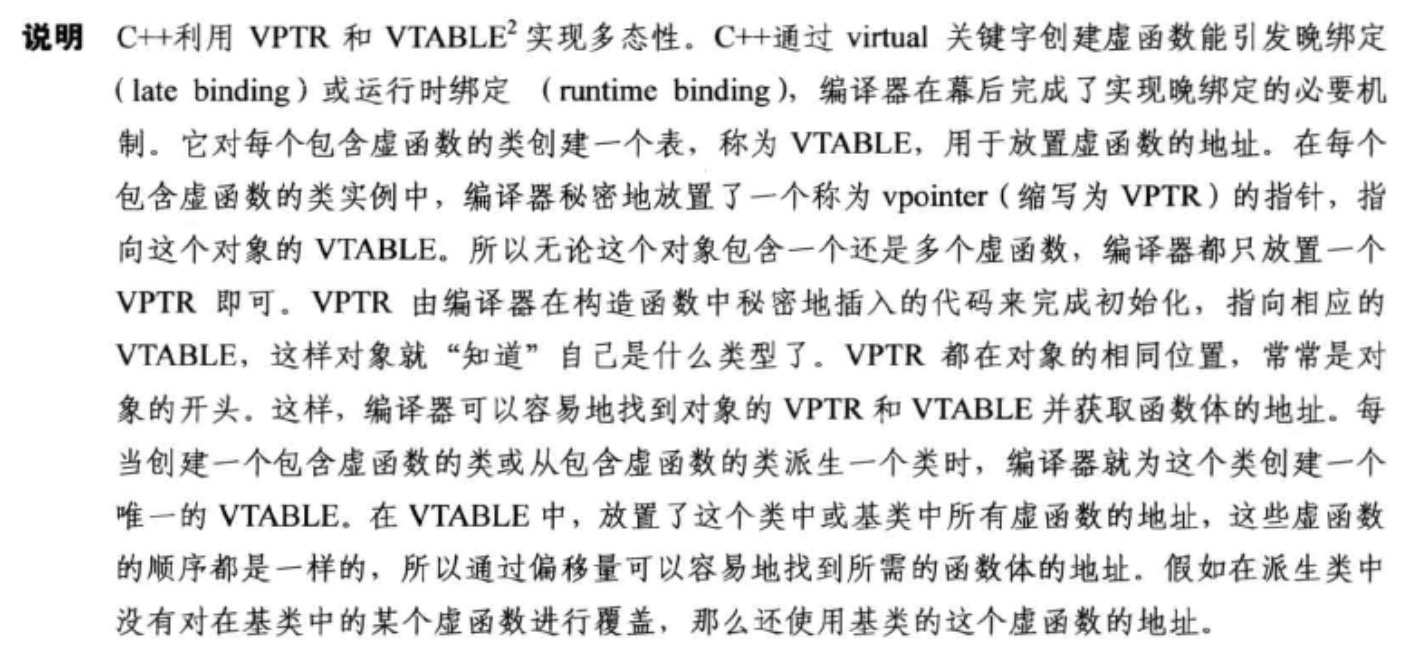 说明 C++利用 VPTR 和 VTABLE²实现多态性。C++通过 virtual 关键字创建虚函数能引发晚绑定
（late binding）或运行时绑定 （runtime binding），编译器在幕后完成了实现晚绑定的必要机
制。它对每个包含虚函数的类创建一个表，称为 VTABLE，用于放置虚函数的地址。在每个
包含虚函数的类实例中，编译器秘密地放置了一个称为 vpointer（缩写为 VPTR）的指针，指
向这个对象的 VTABLE。所以无论这个对象包含一个还是多个虚函数，编译器都只放置一个
VPTR 即可。VPTR 由编译器在构造函数中秘密地插入的代码来完成初始化，指向相应的
VTABLE，这样对象就“知道”自己是什么类型了。VPTR 都在对象的相同位置，常常是对
象的开头。这样，编译器可以容易地找到对象的 VPTR 和 VTABLE 并获取函数体的地址。每
当创建一个包含虚函数的类或从包含虚函数的类派生一个类时，编译器就为这个类创建一个
唯一的 VTABLE。在 VTABLE 中，放置了这个类中或基类中所有虚函数的地址，这些虚函数
的顺序都是一样的，所以通过偏移量可以容易地找到所需的函数体的地址。假如在派生类中
没有对在基类中的某个虚函数进行覆盖，那么还使用基类的这个虚函数的地址。